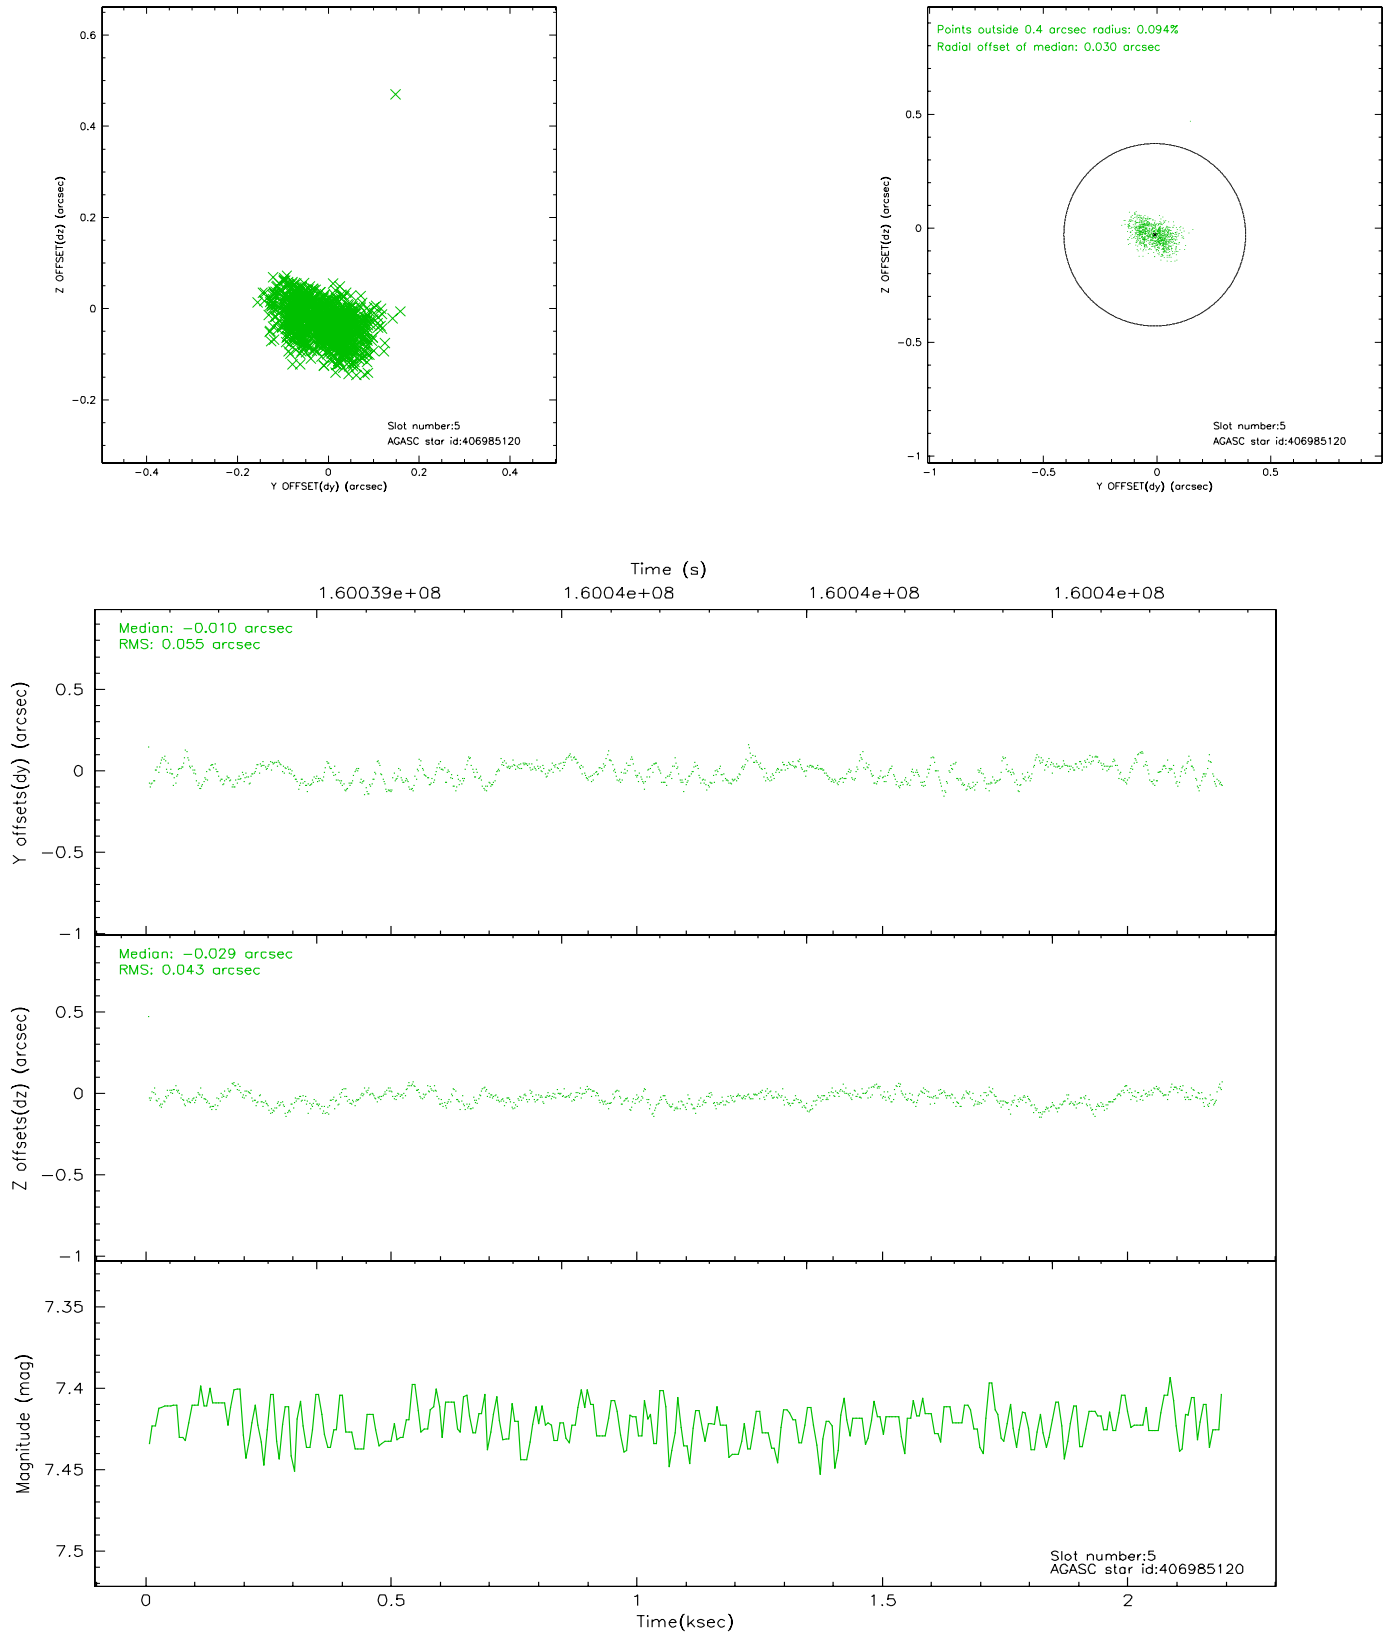 0.6
0.4
0.2
0
−0.2
Z OFFSET(dz) (arcsec)
−0.4
−0.2
0
0.2
0.4
Y OFFSET(dy) (arcsec)
Slot number:5
AGASC star id:406985120
Points outside 0.4 arcsec radius: 0.094%
Radial offset of median: 0.030 arcsec
0.5
0
−0.5
−1
Z OFFSET(dz) (arcsec)
−1
−0.5
0
0.5
Y OFFSET(dy) (arcsec)
Slot number:5
AGASC star id:406985120
Time (s)
1.60039e+08
1.6004e+08
1.6004e+08
1.6004e+08
Median: −0.010 arcsec
RMS: 0.055 arcsec
0.5
0
−0.5
−1
Y offsets(dy) (arcsec)
Median: −0.029 arcsec
RMS: 0.043 arcsec
0.5
0
−0.5
−1
Z offsets(dz) (arcsec)
7.35
7.4
7.45
7.5
Magnitude (mag)
Slot number:5
AGASC star id:406985120
0
0.5
1
1.5
2
Time(ksec)